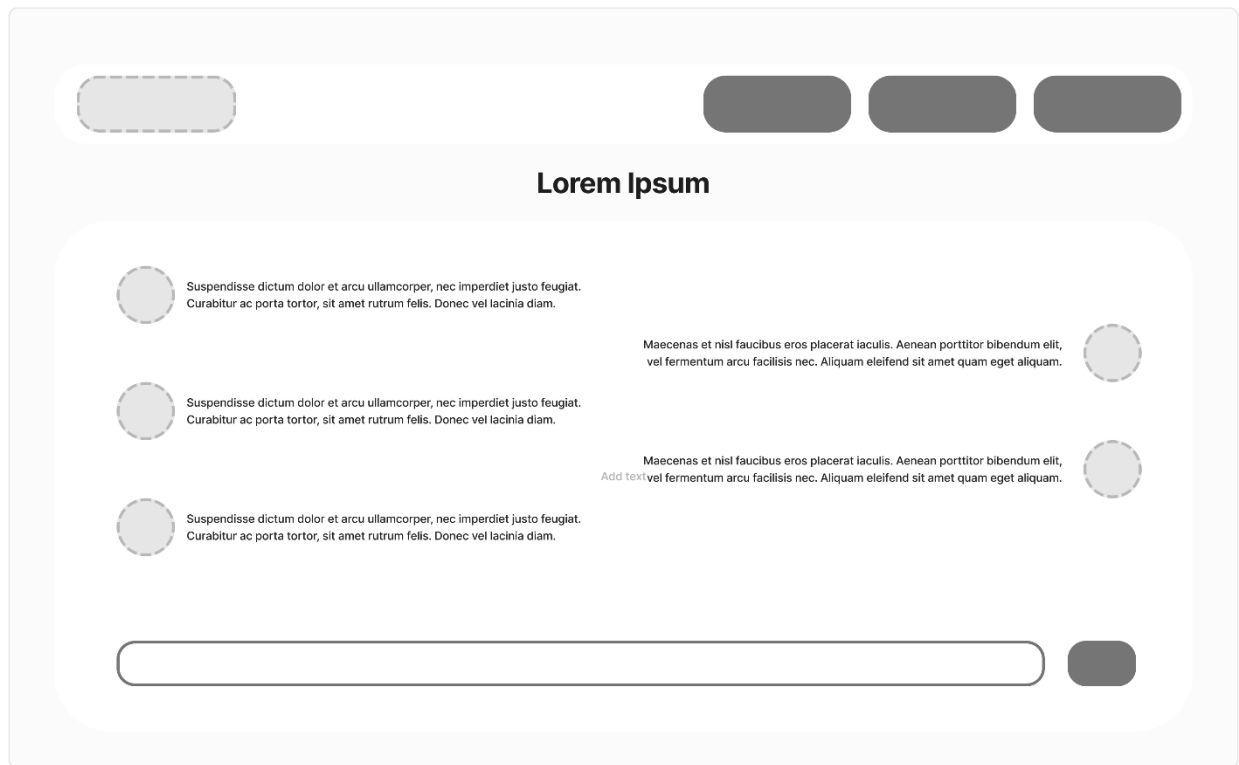 Lorem Ipsum
Suspendisse dictum dolor et arcu ullamcorper, nec imperdiet justo feugiat.
Curabitur ac porta tortor, sit amet rutrum felis. Donec vel lacinia diam.
Maecenas et nisl faucibus eros placerat iaculis. Aenean porttitor bibendum elit,
vel fermentum arcu facilisis nec. Aliquam eleifend sit amet quam eget aliquam.
Suspendisse dictum dolor et arcu ullamcorper, nec imperdiet justo feugiat.
Curabitur ac porta tortor, sit amet rutrum felis. Donec vel lacinia diam.
Maecenas et nisl faucibus eros placerat iaculis. Aenean porttitor bibendum elit,
Add text
vel fermentum arcu facilisis nec. Aliquam eleifend sit amet quam eget aliquam.
Suspendisse dictum dolor et arcu ullamcorper, nec imperdiet justo feugiat.
Curabitur ac porta tortor, sit amet rutrum felis. Donec vel lacinia diam.